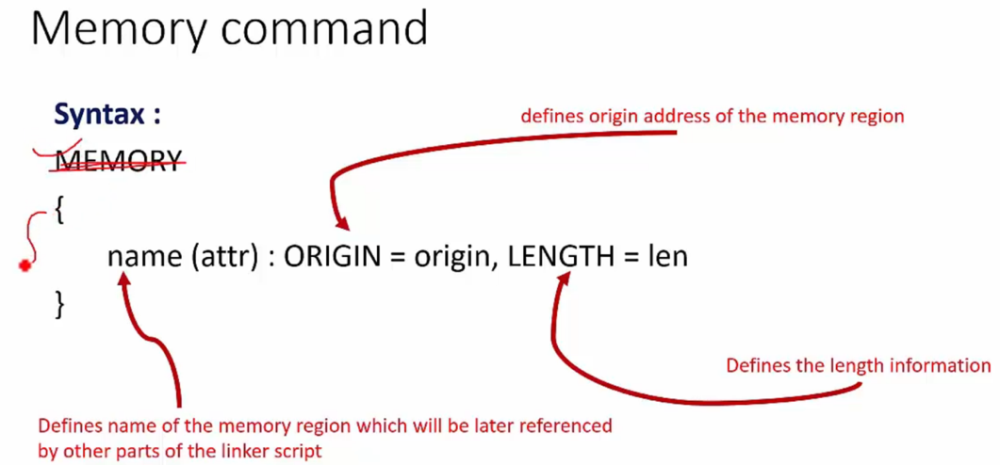 Memory command
Syntax :
defines origin address of the memory region
MEMORY
{
name (attr) : ORIGIN = origin, LENGTH = len
}
Defines the length information
Defines name of the memory region which will be later referenced
by other parts of the linker script